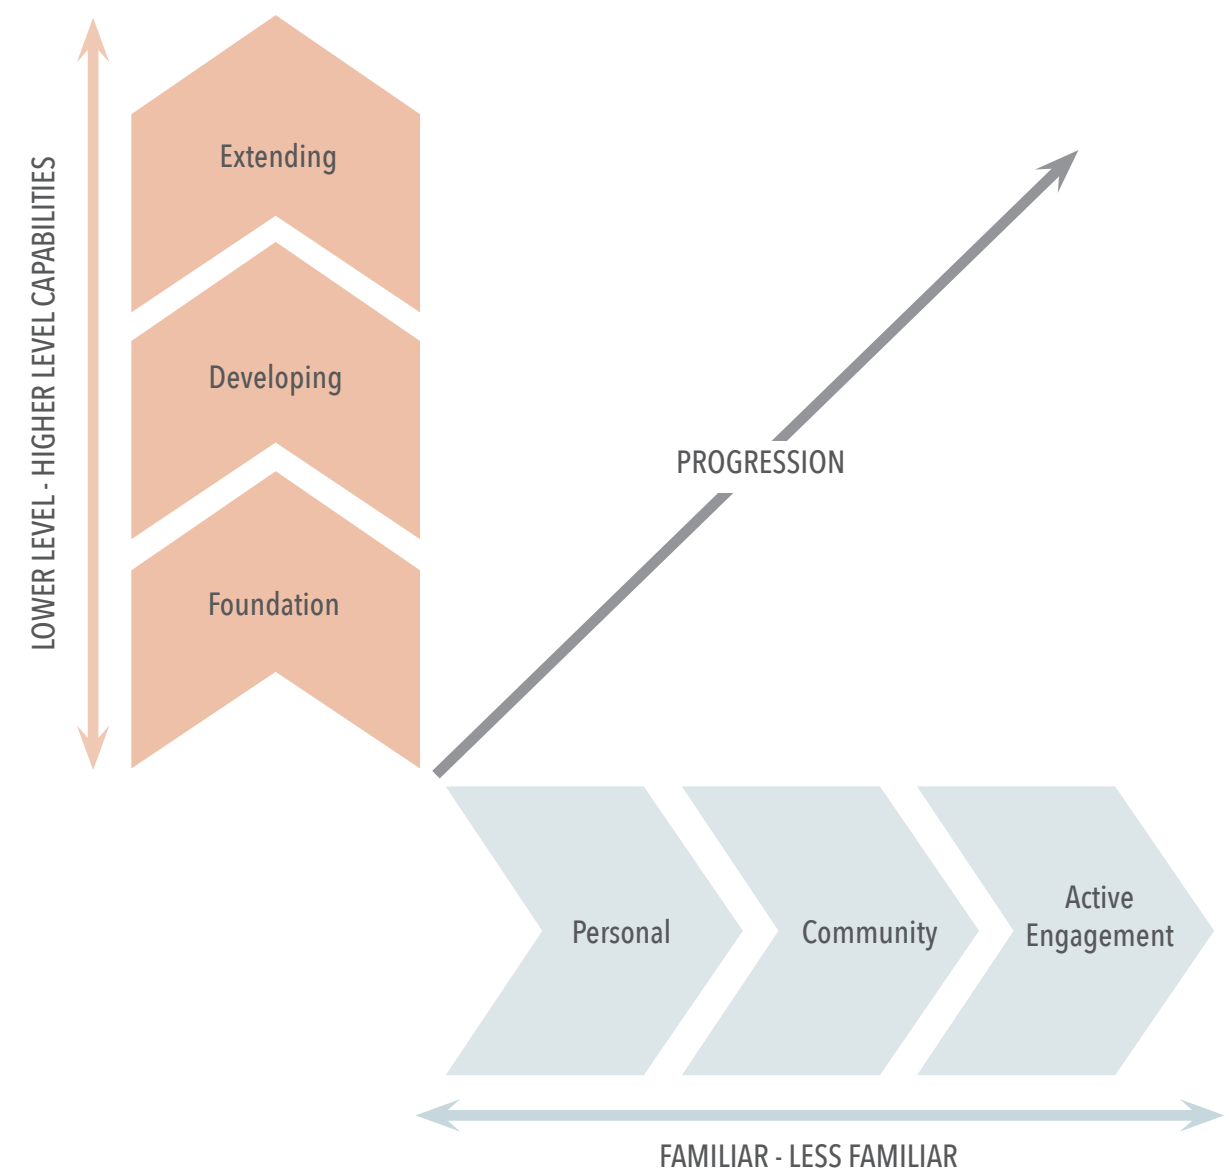 LOWER LEVEL - HIGHER LEVEL CAPABILITIES
Extending
Developing
Foundation
PROGRESSION
Personal
Community
Active
Engagement
FAMILIAR - LESS FAMILIAR